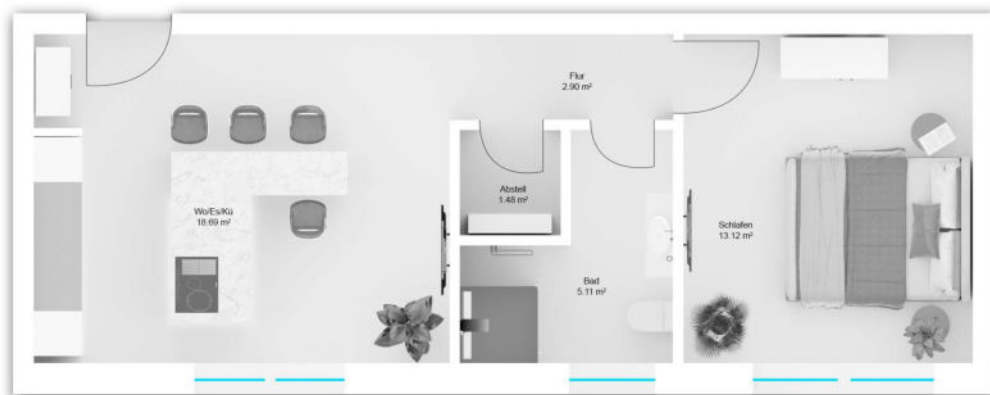 Flur
2.90 m²
Abstell
1.48 m²
Wo/Es/Kü
18.69 m²
Schlafen
13.12 m²
Bad
5.11 m²